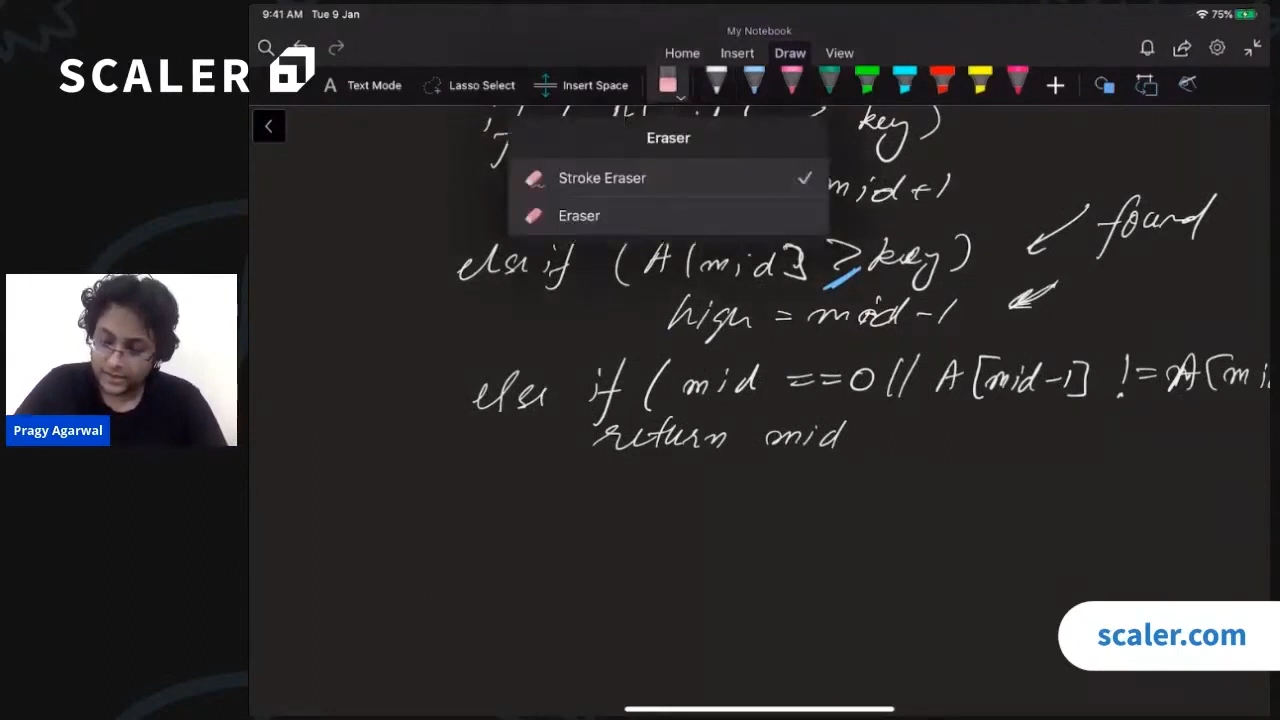 9:41 AM Tue 9 Jan
75%
My Notebook
SCALER
Home Insert Draw View
A Text Mode Lasso Select Insert Space
Eraser
key)
Stroke Eraser
mid+1
Eraser
found
else if (A[mid] > key)
high = mid-1
else if (mid ==0 || A[mid-1] != A[mi
return mid
Pragy Agarwal
scaler.com